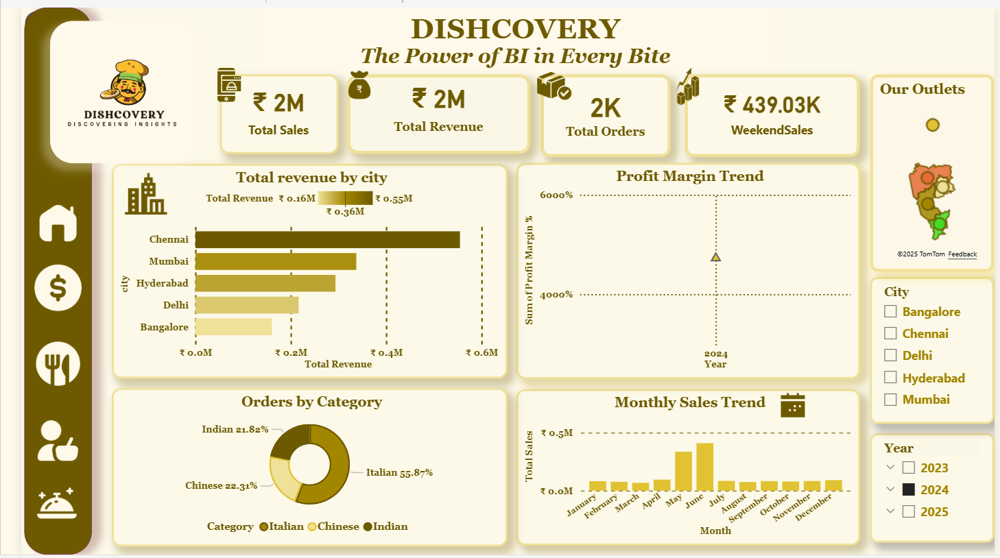 DISHCOVERY
The Power of BI in Every Bite
DISHCOVERY
DISCOVERING INSIGHTS
₹ 2M
Total Sales
₹
₹ 2M
Total Revenue
2K
Total Orders
₹ 439.03K
WeekendSales
Our Outlets
©2025 TomTom Feedback
Total revenue by city
Total Revenue ₹ 0.16M ₹ 0.55M
₹ 0.36M
city
Chennai
Mumbai
Hyderabad
Delhi
Bangalore
₹ 0.0M ₹ 0.2M ₹ 0.4M ₹ 0.6M
Total Revenue
Profit Margin Trend
Sum of Profit Margin %
6000%
4000%
2024
Year
City
Bangalore
Chennai
Delhi
Hyderabad
Mumbai
Orders by Category
Indian 21.82%
Italian 55.87%
Chinese 22.31%
Category Italian Chinese Indian
Monthly Sales Trend
Total Sales
₹ 0.5M
₹ 0.0M
January February March April May June July August September October November December
Month
Year
2023
2024
2025